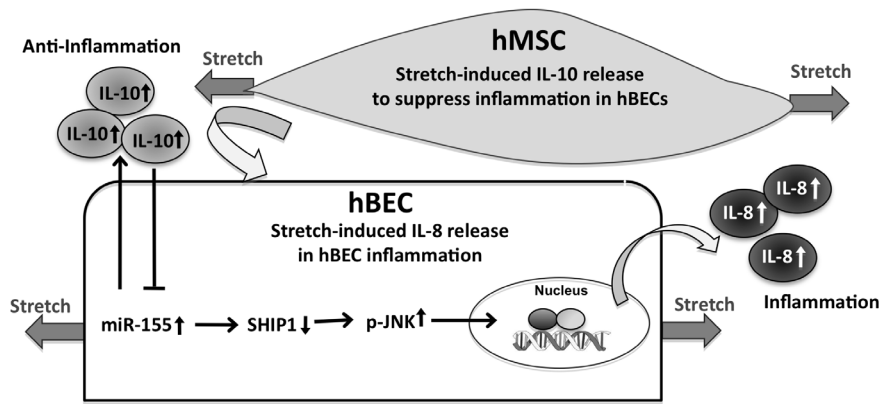 hMSC
Stretch-induced IL-10 release
to suppress inflammation in hBECs
Stretch
Stretch
Anti-Inflammation
IL-10↑
IL-10↑
IL-10↑
hBEC
Stretch-induced IL-8 release
in hBEC inflammation
IL-8↑
IL-8↑
IL-8↑
Inflammation
Stretch
miR-155↑
SHIP1↓
p-JNK↑
Nucleus
Stretch